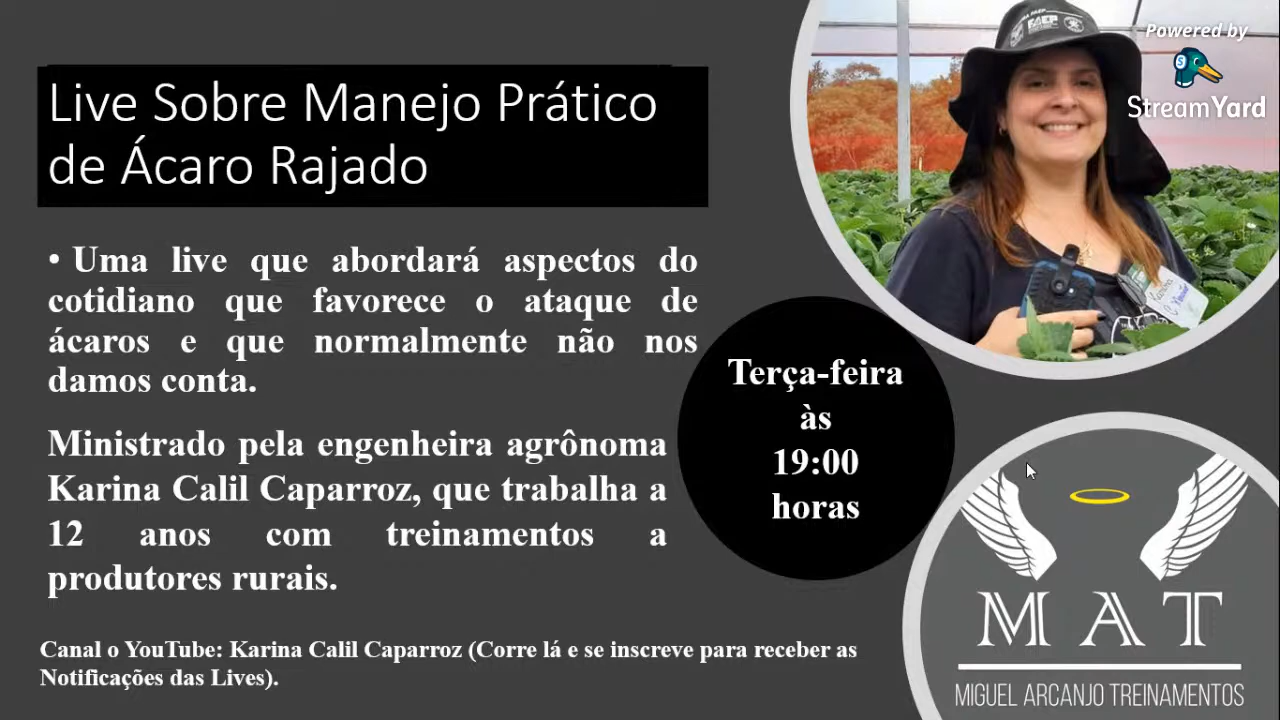 Powered by
StreamYard
FAEP
Live Sobre Manejo Prático
de Ácaro Rajado
• Uma live que abordará aspectos do
cotidiano que favorece o ataque de
ácaros e que normalmente não nos
damos conta.
Ministrado pela engenheira agrônoma
Karina Calil Caparroz, que trabalha a
12 anos com treinamentos a
produtores rurais.
Terça-feira
às
19:00
horas
Canal o YouTube: Karina Calil Caparroz (Corre lá e se inscreve para receber as
Notificações das Lives).
MAT
MIGUEL ARCANJO TREINAMENTOS